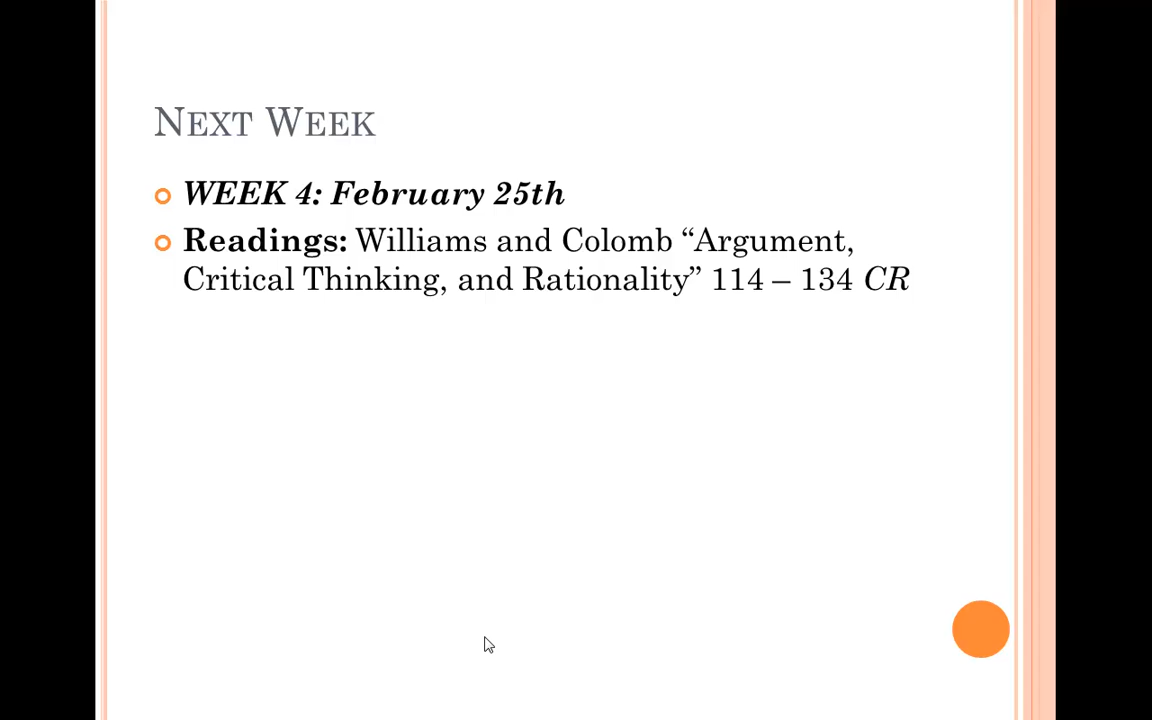 NEXT WEEK
WEEK 4: February 25th
Readings: Williams and Colomb “Argument,
Critical Thinking, and Rationality” 114 – 134 CR